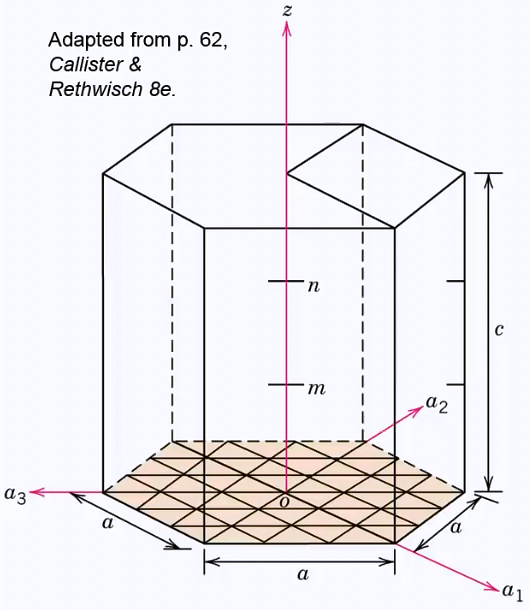 z
Adapted from p. 62,
Callister &
Rethwisch 8e.
n
c
m
a2
a3
o
a
a
a
a1